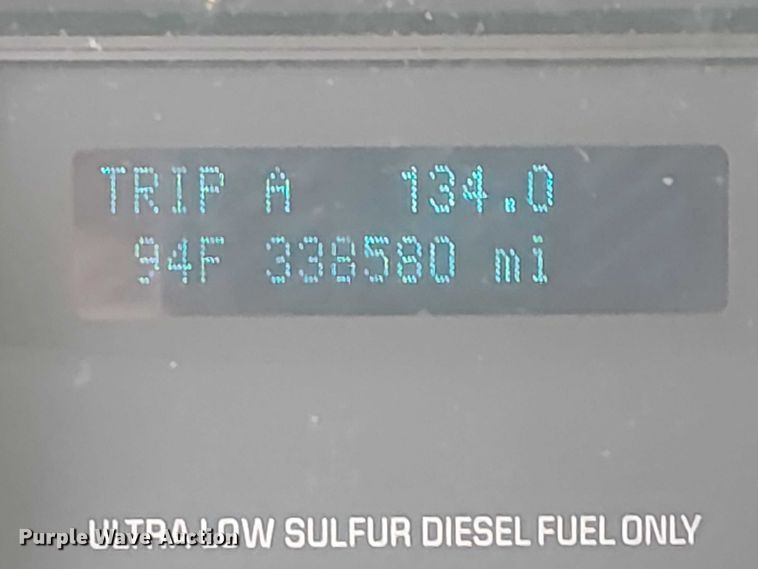 TRIP A 134.0
94F 338580 mi
ULTRA LOW SULFUR DIESEL FUEL ONLY
Purple Wave Auction